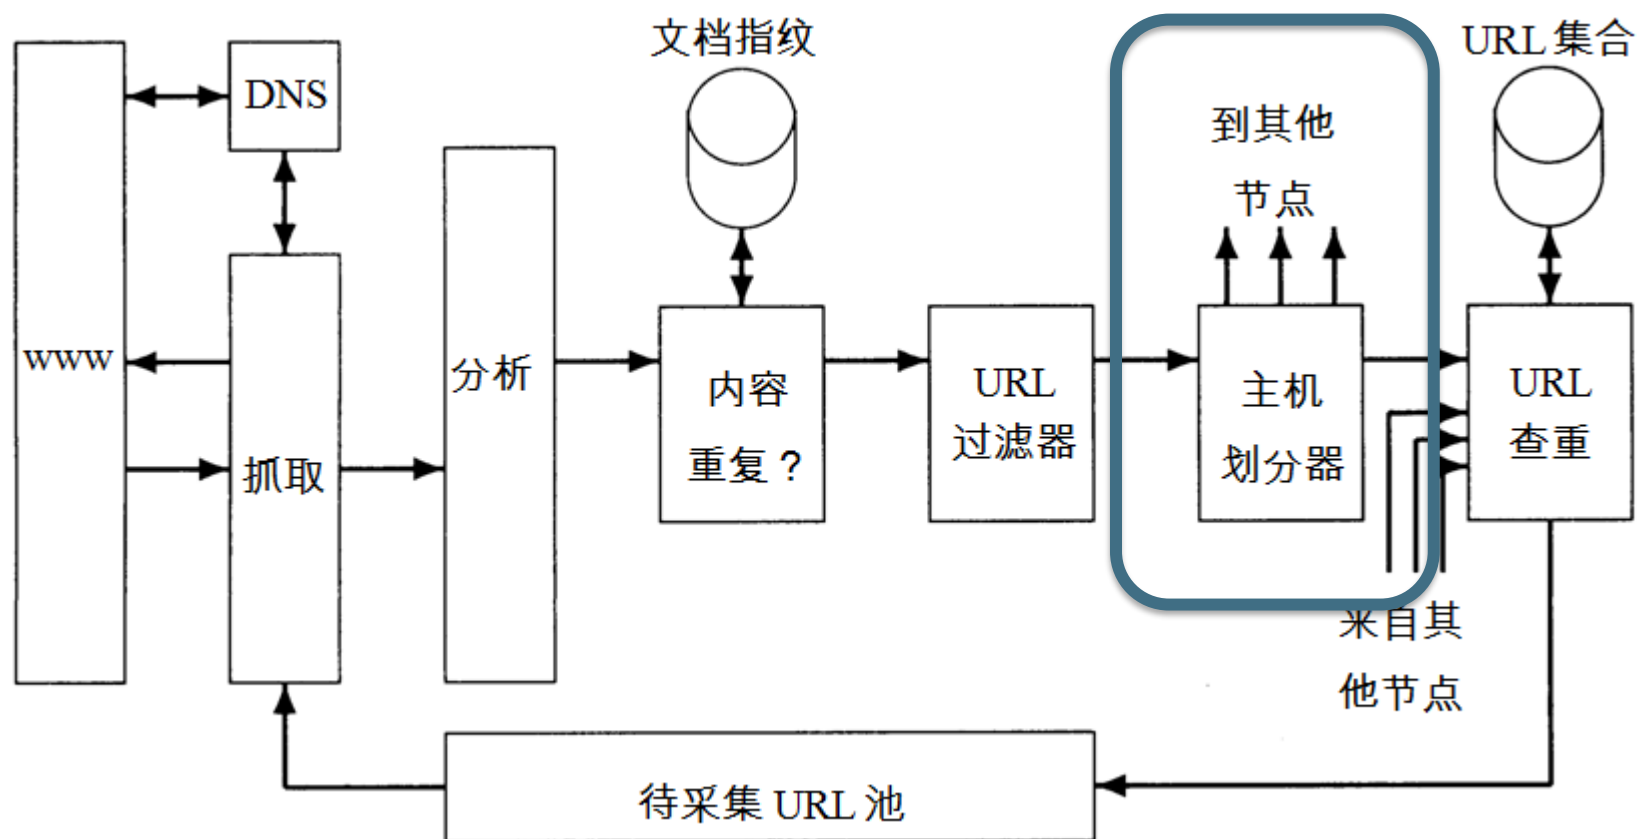 文档指纹
URL 集合
DNS
到其他
节点
www
分析
内容
重复？
URL
过滤器
主机
划分器
URL
查重
抓取
来自其
他节点
待采集 URL 池